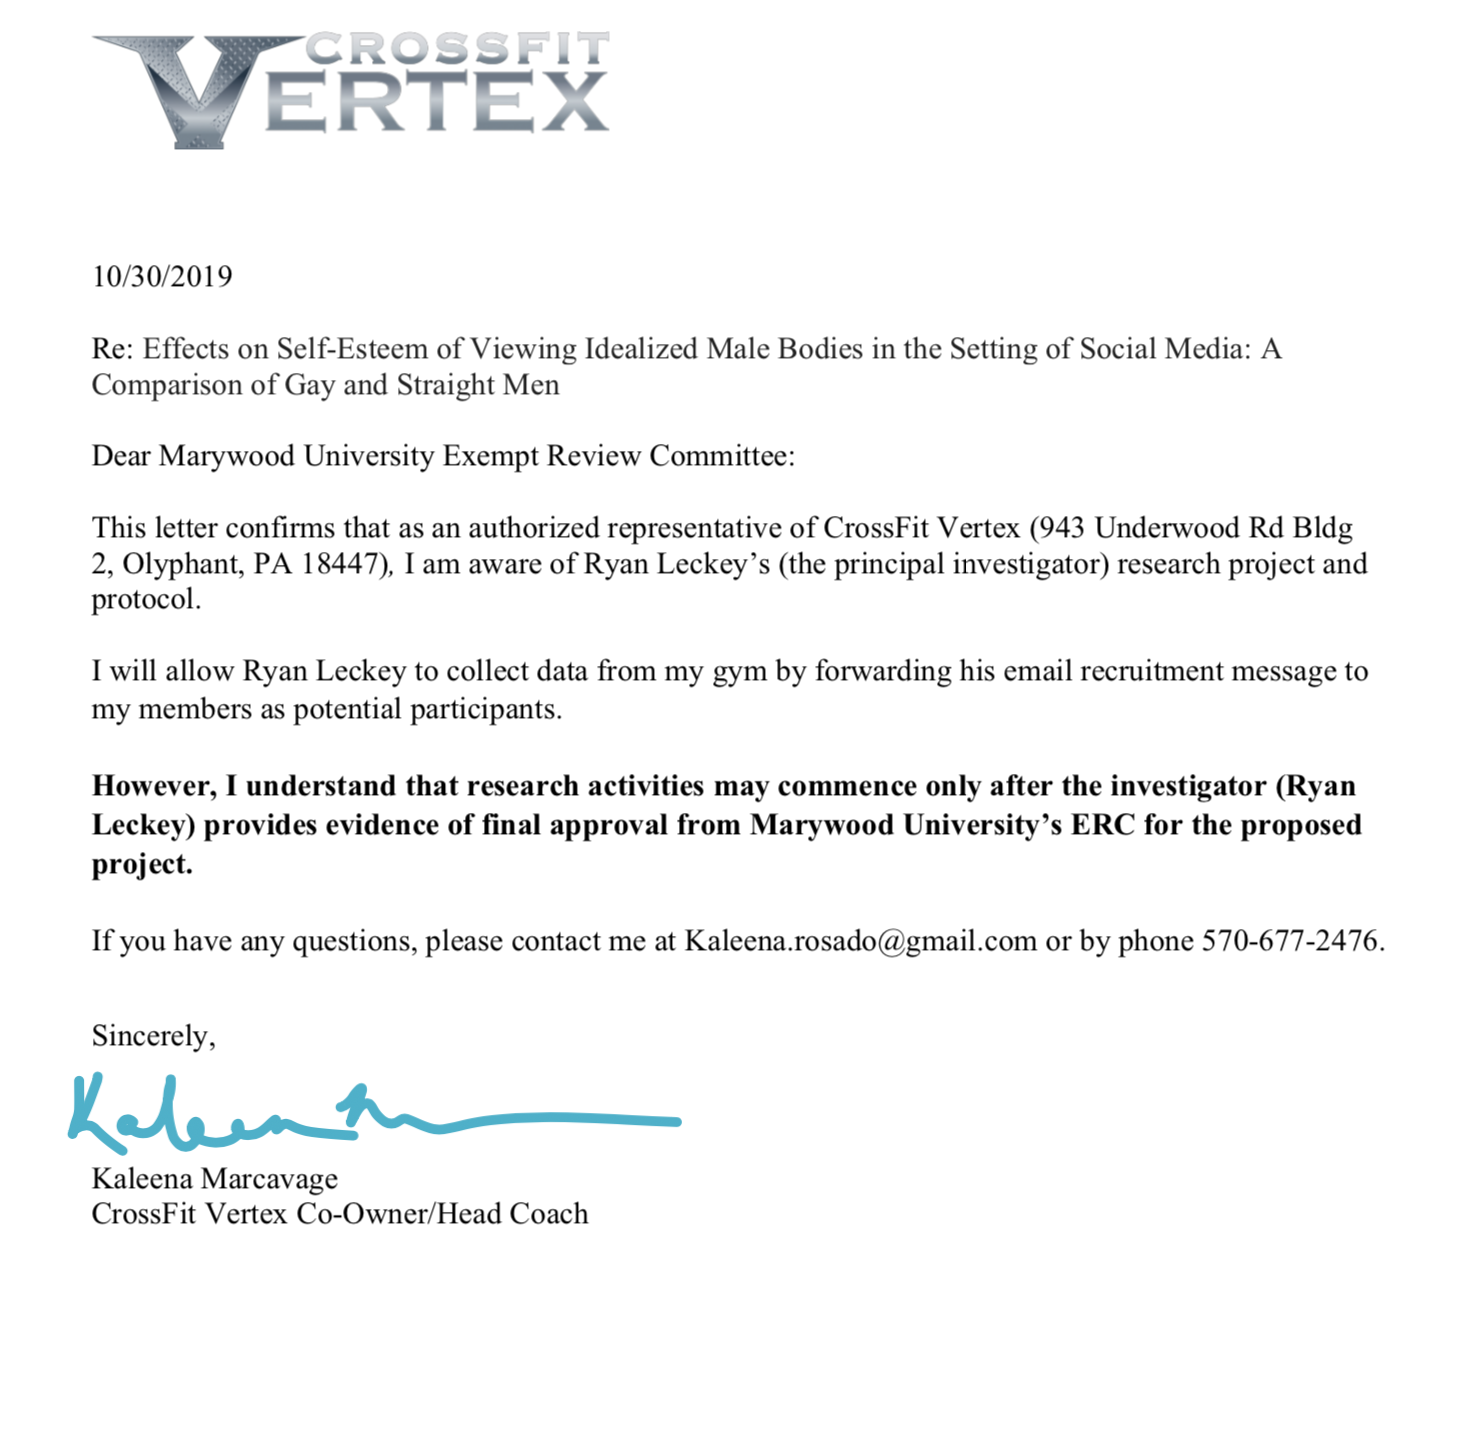 CROSSFIT
VERTEX
10/30/2019
Re: Effects on Self-Esteem of Viewing Idealized Male Bodies in the Setting of Social Media: A
Comparison of Gay and Straight Men
Dear Marywood University Exempt Review Committee:
This letter confirms that as an authorized representative of CrossFit Vertex (943 Underwood Rd Bldg
2, Olyphant, PA 18447), I am aware of Ryan Leckey’s (the principal investigator) research project and
protocol.
I will allow Ryan Leckey to collect data from my gym by forwarding his email recruitment message to
my members as potential participants.
However, I understand that research activities may commence only after the investigator (Ryan
Leckey) provides evidence of final approval from Marywood University’s ERC for the proposed
project.
If you have any questions, please contact me at Kaleena.rosado@gmail.com or by phone 570-677-2476.
Sincerely,
Kaleena Marcavage
CrossFit Vertex Co-Owner/Head Coach